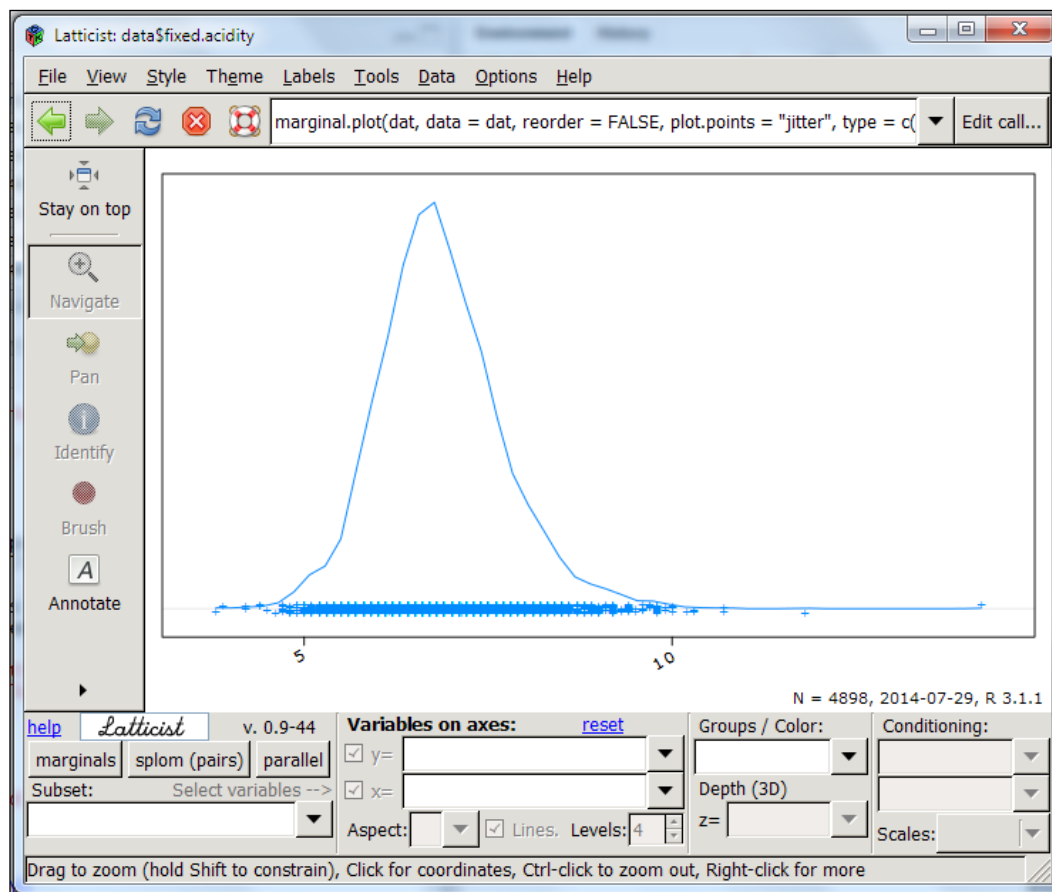 Latticist: data$fixed.acidity
Environment History
File View Style Theme Labels Tools Data Options Help
marginal.plot(dat, data = dat, reorder = FALSE, plot.points = "jitter", type = c( Edit call...
Stay on top
Navigate
Pan
Identify
Brush
A
Annotate
5 10
N = 4898, 2014-07-29, R 3.1.1
help Latticist v. 0.9-44
marginals splom (pairs) parallel
Subset: Select variables -->
Variables on axes: reset
y=
x=
Aspect: Lines. Levels: 4
Groups / Color:
Depth (3D)
z=
Conditioning:
Scales:
Drag to zoom (hold Shift to constrain), Click for coordinates, Ctrl-click to zoom out, Right-click for more